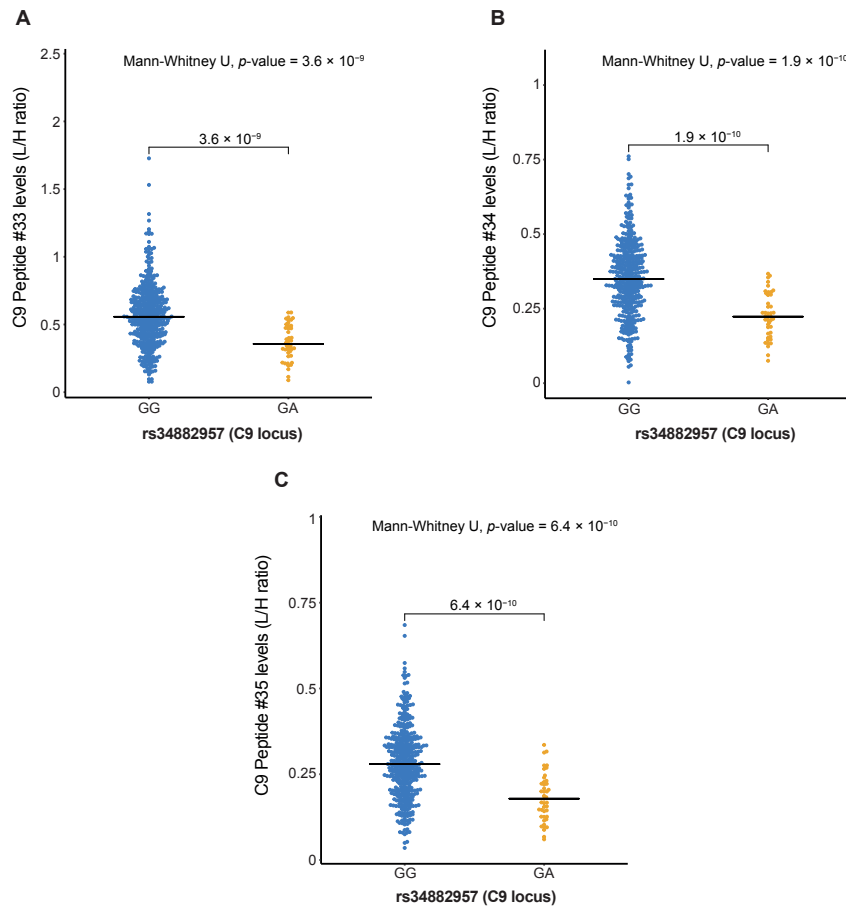 A
Mann-Whitney U, p-value = 3.6 × 10⁻⁹
3.6 × 10⁻⁹
C9 Peptide #33 levels (L/H ratio)
2.5
2
1.5
1
0.5
0
GG
GA
rs34882957 (C9 locus)
B
Mann-Whitney U, p-value = 1.9 × 10⁻¹⁰
1.9 × 10⁻¹⁰
C9 Peptide #34 levels (L/H ratio)
1
0.75
0.5
0.25
0
GG
GA
rs34882957 (C9 locus)
C
Mann-Whitney U, p-value = 6.4 × 10⁻¹⁰
6.4 × 10⁻¹⁰
C9 Peptide #35 levels (L/H ratio)
1
0.75
0.5
0.25
0
GG
GA
rs34882957 (C9 locus)